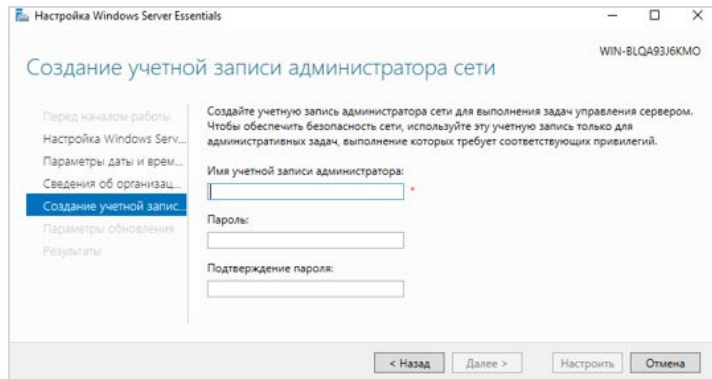 Настройка Windows Server Essentials
WIN-BLQA93J6KMO
Создание учетной записи администратора сети
Перед началом работы
Настройка Windows Serv...
Параметры даты и врем...
Сведения об организац...
Создание учетной запис...
Параметры обновления
Результаты
Создайте учетную запись администратора сети для выполнения задач управления сервером.
Чтобы обеспечить безопасность сети, используйте эту учетную запись только для
административных задач, выполнение которых требует соответствующих привилегий.
Имя учетной записи администратора:
*
Пароль:
Подтверждение пароля:
< Назад
Далее >
Настроить
Отмена